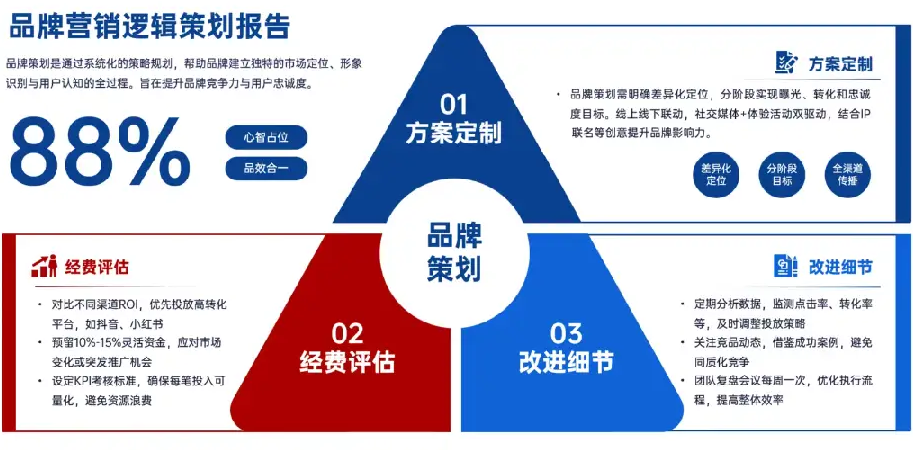 品牌营销逻辑策划报告
品牌策划是通过系统化的策略规划，帮助品牌建立独特的市场定位、形象
识别与用户认知的全过程。旨在提升品牌竞争力与用户忠诚度。
88%
心智占位
品效合一
01
方案定制
方案定制
• 品牌策划需明确差异化定位，分阶段实现曝光、转化和忠诚
度目标。线上线下联动，社交媒体+体验活动双驱动，结合IP
联名等创意提升品牌影响力。
差异化
定位
分阶段
目标
全渠道
传播
品牌
策划
经费评估
• 对比不同渠道ROI，优先投放高转化
平台，如抖音、小红书
• 预留10%-15%灵活资金，应对市场
变化或突发推广机会
• 设定KPI考核标准，确保每笔投入可
量化，避免资源浪费
02
经费评估
03
改进细节
改进细节
• 定期分析数据，监测点击率、转化率
等，及时调整投放策略
• 关注竞品动态，借鉴成功案例，避免
同质化竞争
• 团队复盘会议每周一次，优化执行流
程，提高整体效率